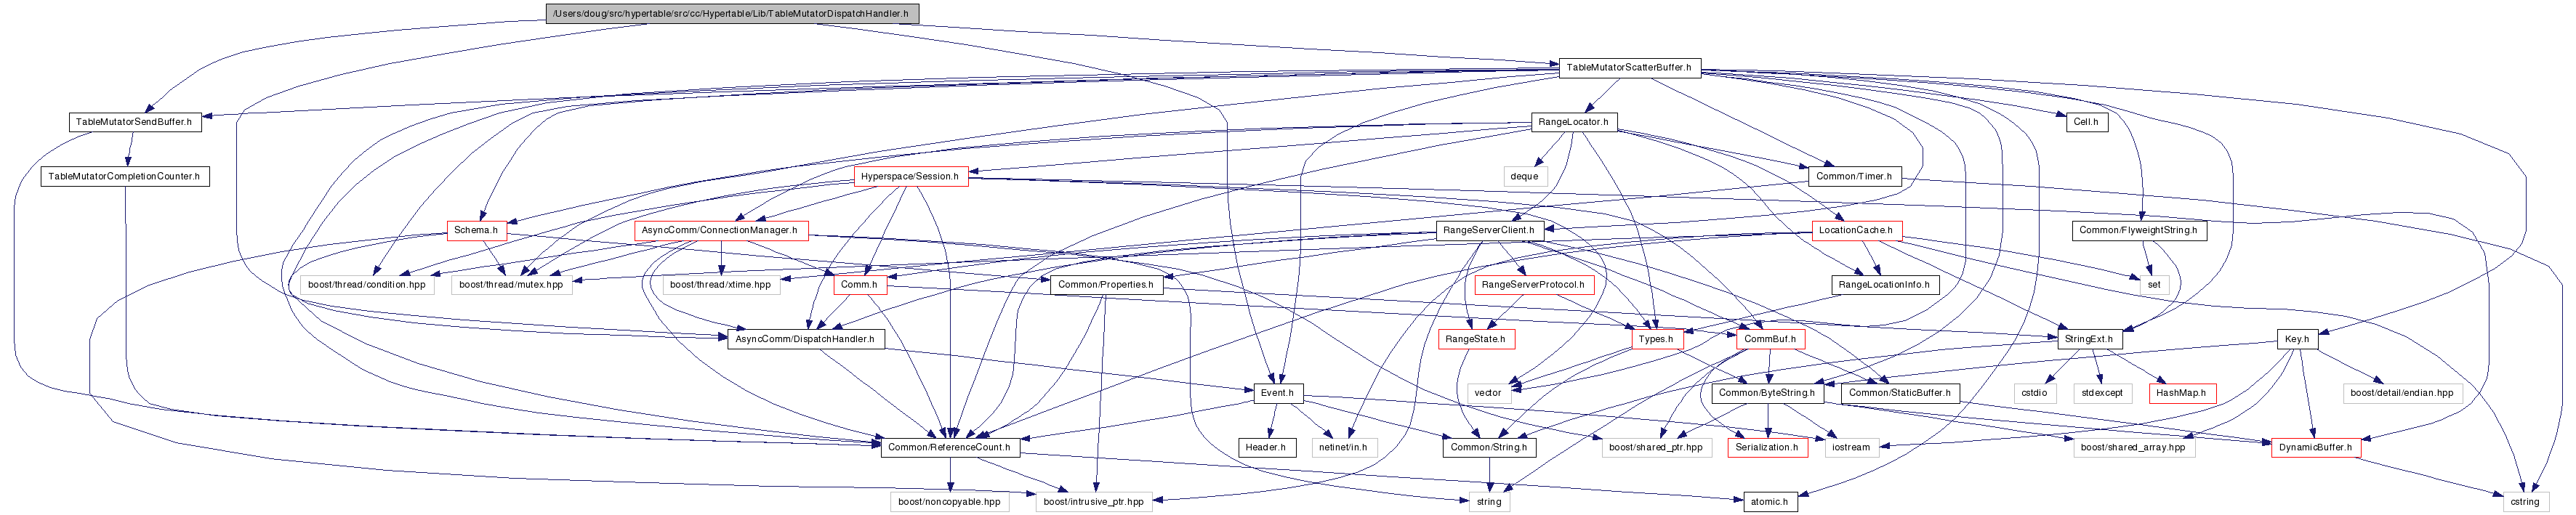 /Users/doug/src/hypertable/src/cc/Hypertable/Lib/TableMutatorDispatchHandler.h
TableMutatorScatterBuffer.h
TableMutatorSendBuffer.h
RangeLocator.h
Cell.h
TableMutatorCompletionCounter.h
Hyperspace/Session.h
deque
Common/Timer.h
Schema.h
AsyncComm/ConnectionManager.h
RangeServerClient.h
LocationCache.h
Common/FlyweightString.h
boost/thread/condition.hpp
boost/thread/mutex.hpp
boost/thread/xtime.hpp
Comm.h
Common/Properties.h
RangeServerProtocol.h
RangeLocationInfo.h
set
AsyncComm/DispatchHandler.h
RangeState.h
Types.h
CommBuf.h
StringExt.h
Key.h
Event.h
vector
Common/ByteString.h
Common/StaticBuffer.h
cstdio
stdexcept
HashMap.h
boost/detail/endian.hpp
Common/ReferenceCount.h
Header.h
netinet/in.h
Common/String.h
boost/shared_ptr.hpp
Serialization.h
iostream
boost/shared_array.hpp
DynamicBuffer.h
boost/noncopyable.hpp
boost/intrusive_ptr.hpp
string
atomic.h
cstring